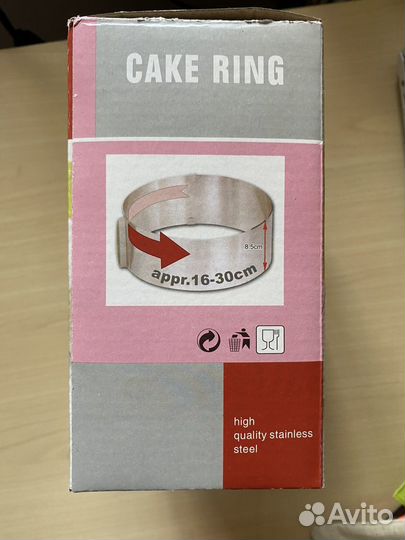 CAKE RING
8.5cm
appr.16-30cm
high
quality stainless
steel
Avito